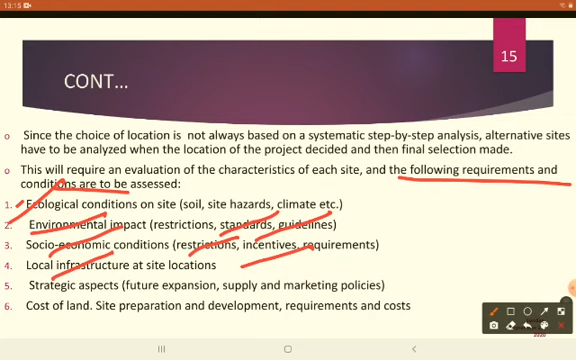 13:15
15
CONT…
o Since the choice of location is not always based on a systematic step-by-step analysis, alternative sites
have to be analyzed when the location of the project decided and then final selection made.
o This will require an evaluation of the characteristics of each site, and the following requirements and
conditions are to be assessed:
1. Ecological conditions on site (soil, site hazards, climate etc.)
2. Environmental impact (restrictions, standards, guidelines)
3. Socio-economic conditions (restrictions, incentives, requirements)
4. Local infrastructure at site locations
5. Strategic aspects (future expansion, supply and marketing policies)
6. Cost of land. Site preparation and development, requirements and costs
2020